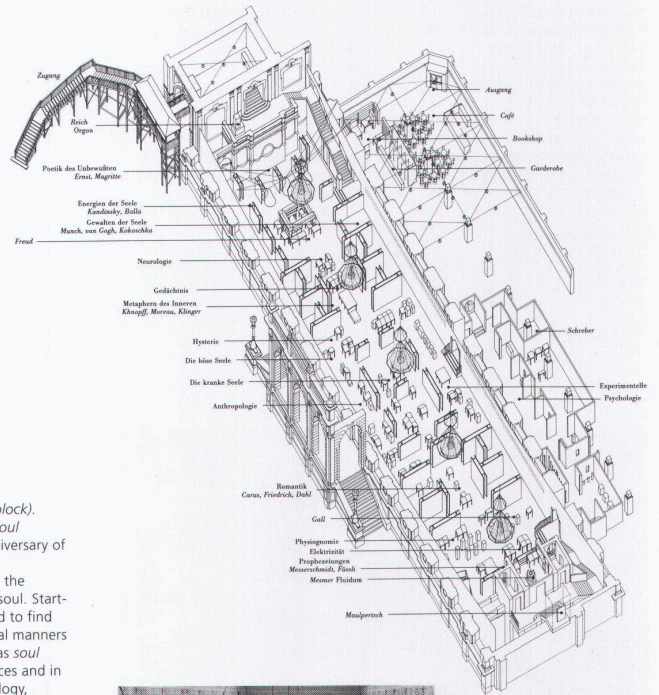 Zugang
Reich
Orgon
Poetik des Unbewußten
Ernst, Magritte
Energien der Seele
Kandinsky, Balla
Gewalten der Seele
Munch, van Gogh, Kokoschka
Freud
Neurologie
Gedächtnis
Metaphern des Inneren
Khnopff, Moreau, Klinger
Hysterie
Die böse Seele
Die kranke Seele
Anthropologie
Romantik
Carus, Friedrich, Dahl
Gall
Physiognomie
Elektrizität
Prophezeiungen
Messerschmidt, Füssli
Mesmer Fluidum
Maulpertsch
Ausgang
Café
Bookshop
Garderobe
Schreber
Experimentelle
Psychologie
lock).
oul
iversary of
the
soul. Start-
d to find
al manners
as soul
ces and in
logy,